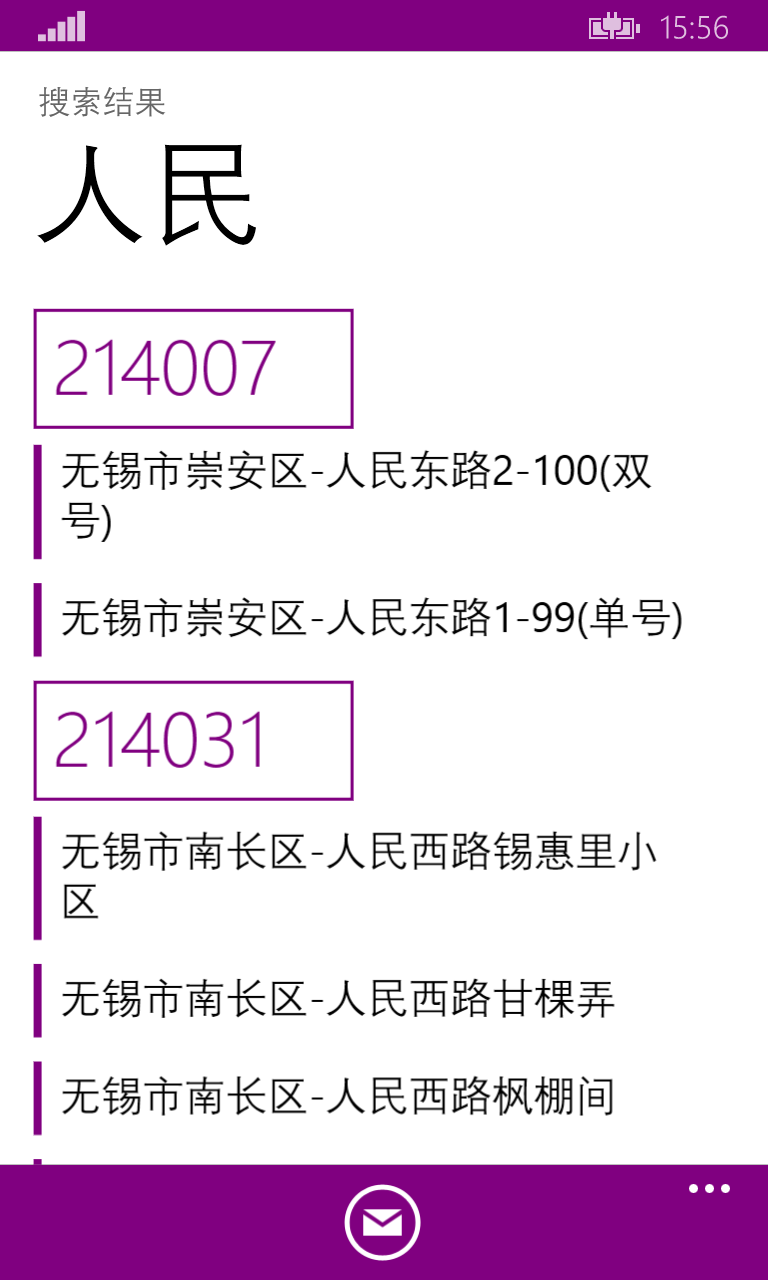 15:56
搜索结果
人民
214007
无锡市崇安区-人民东路2-100(双
号)
无锡市崇安区-人民东路1-99(单号)
214031
无锡市南长区-人民西路锡惠里小
区
无锡市南长区-人民西路甘棵弄
无锡市南长区-人民西路枫棚间